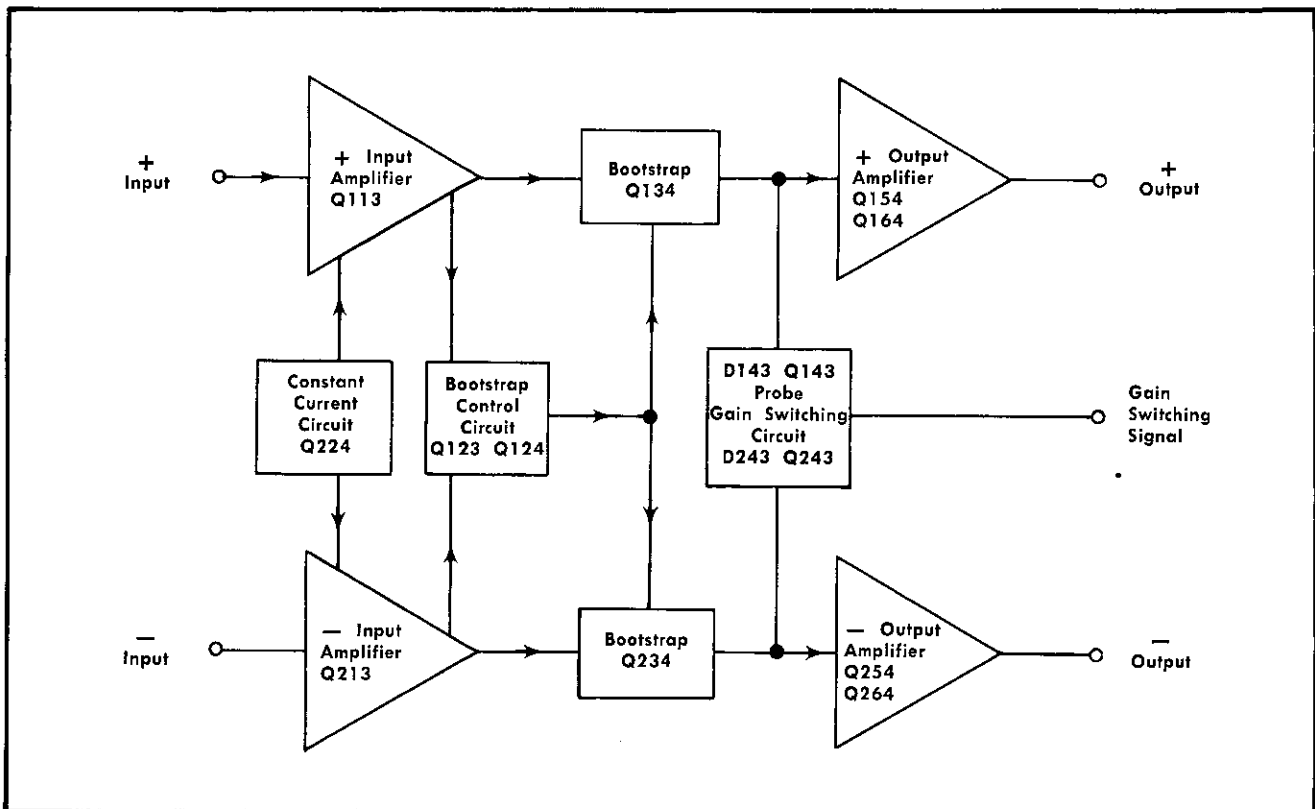 +
Input
+ Input
Amplifier
Q113
Bootstrap
Q134
+ Output
Amplifier
Q154
Q164
+
Output
Constant
Current
Circuit
Q224
Bootstrap
Control
Circuit
Q123 Q124
D143 Q143
Probe
Gain Switching
Circuit
D243 Q243
Gain
Switching
Signal
−
Input
− Input
Amplifier
Q213
Bootstrap
Q234
− Output
Amplifier
Q254
Q264
−
Output